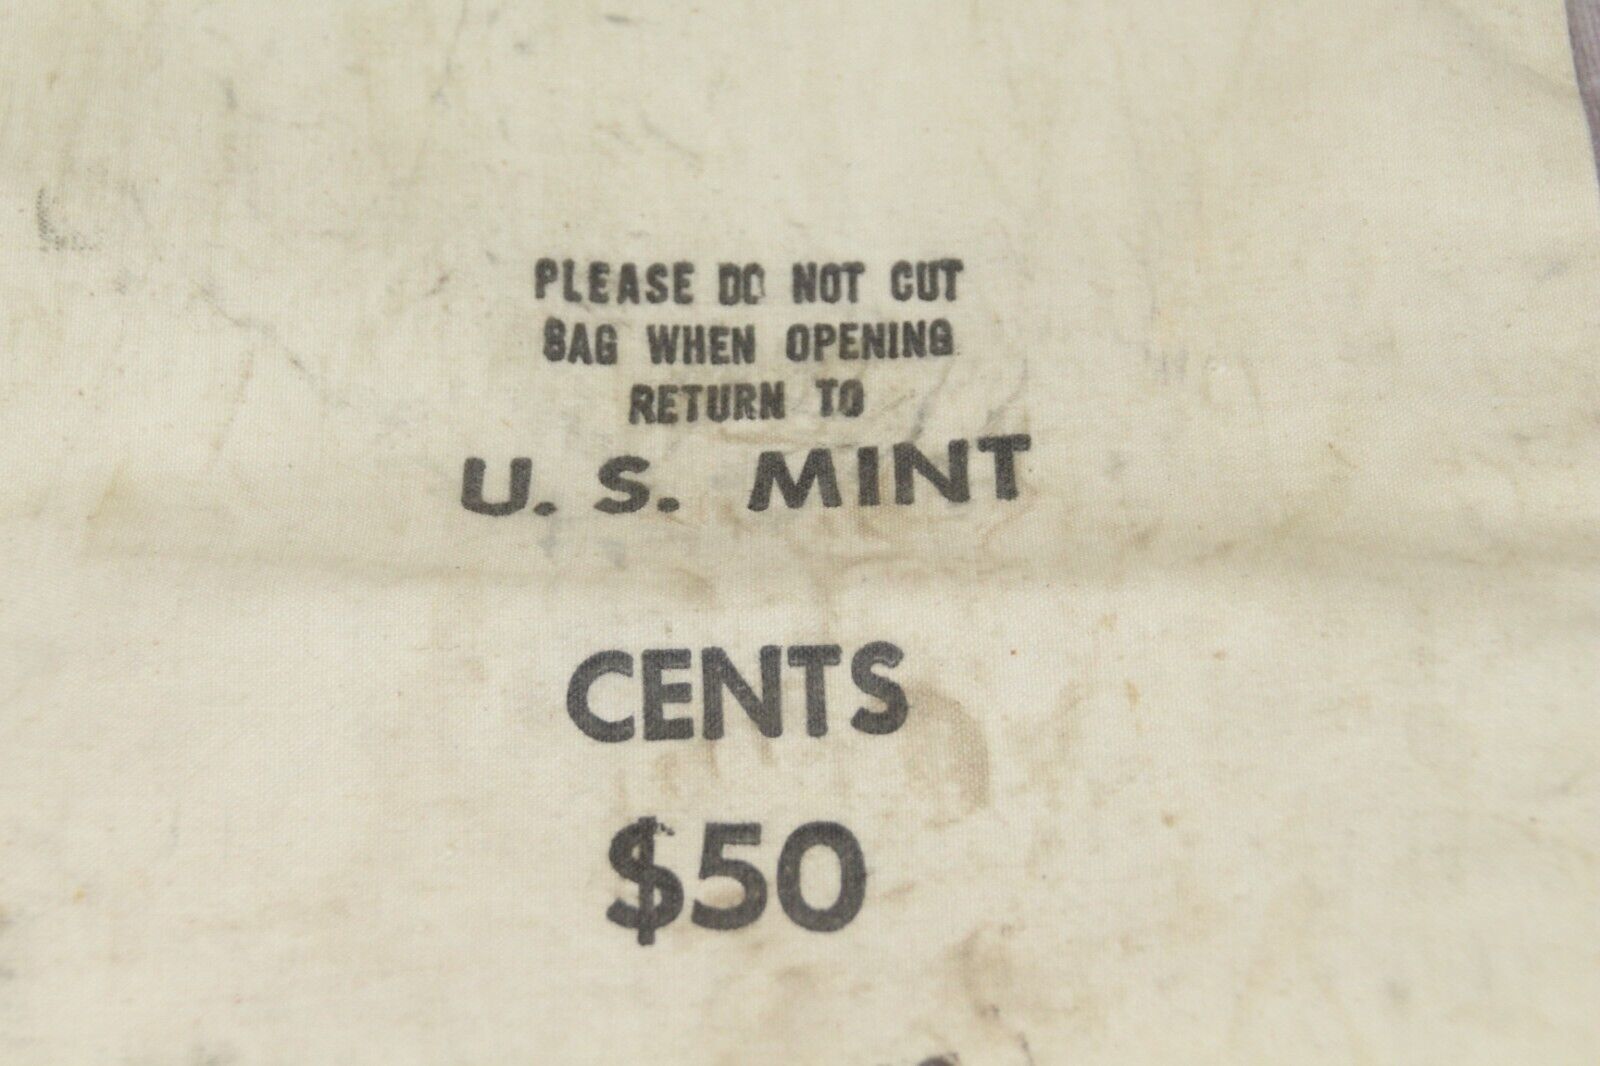 PLEASE DO NOT CUT
BAG WHEN OPENING
RETURN TO
U. S. MINT
CENTS
$50